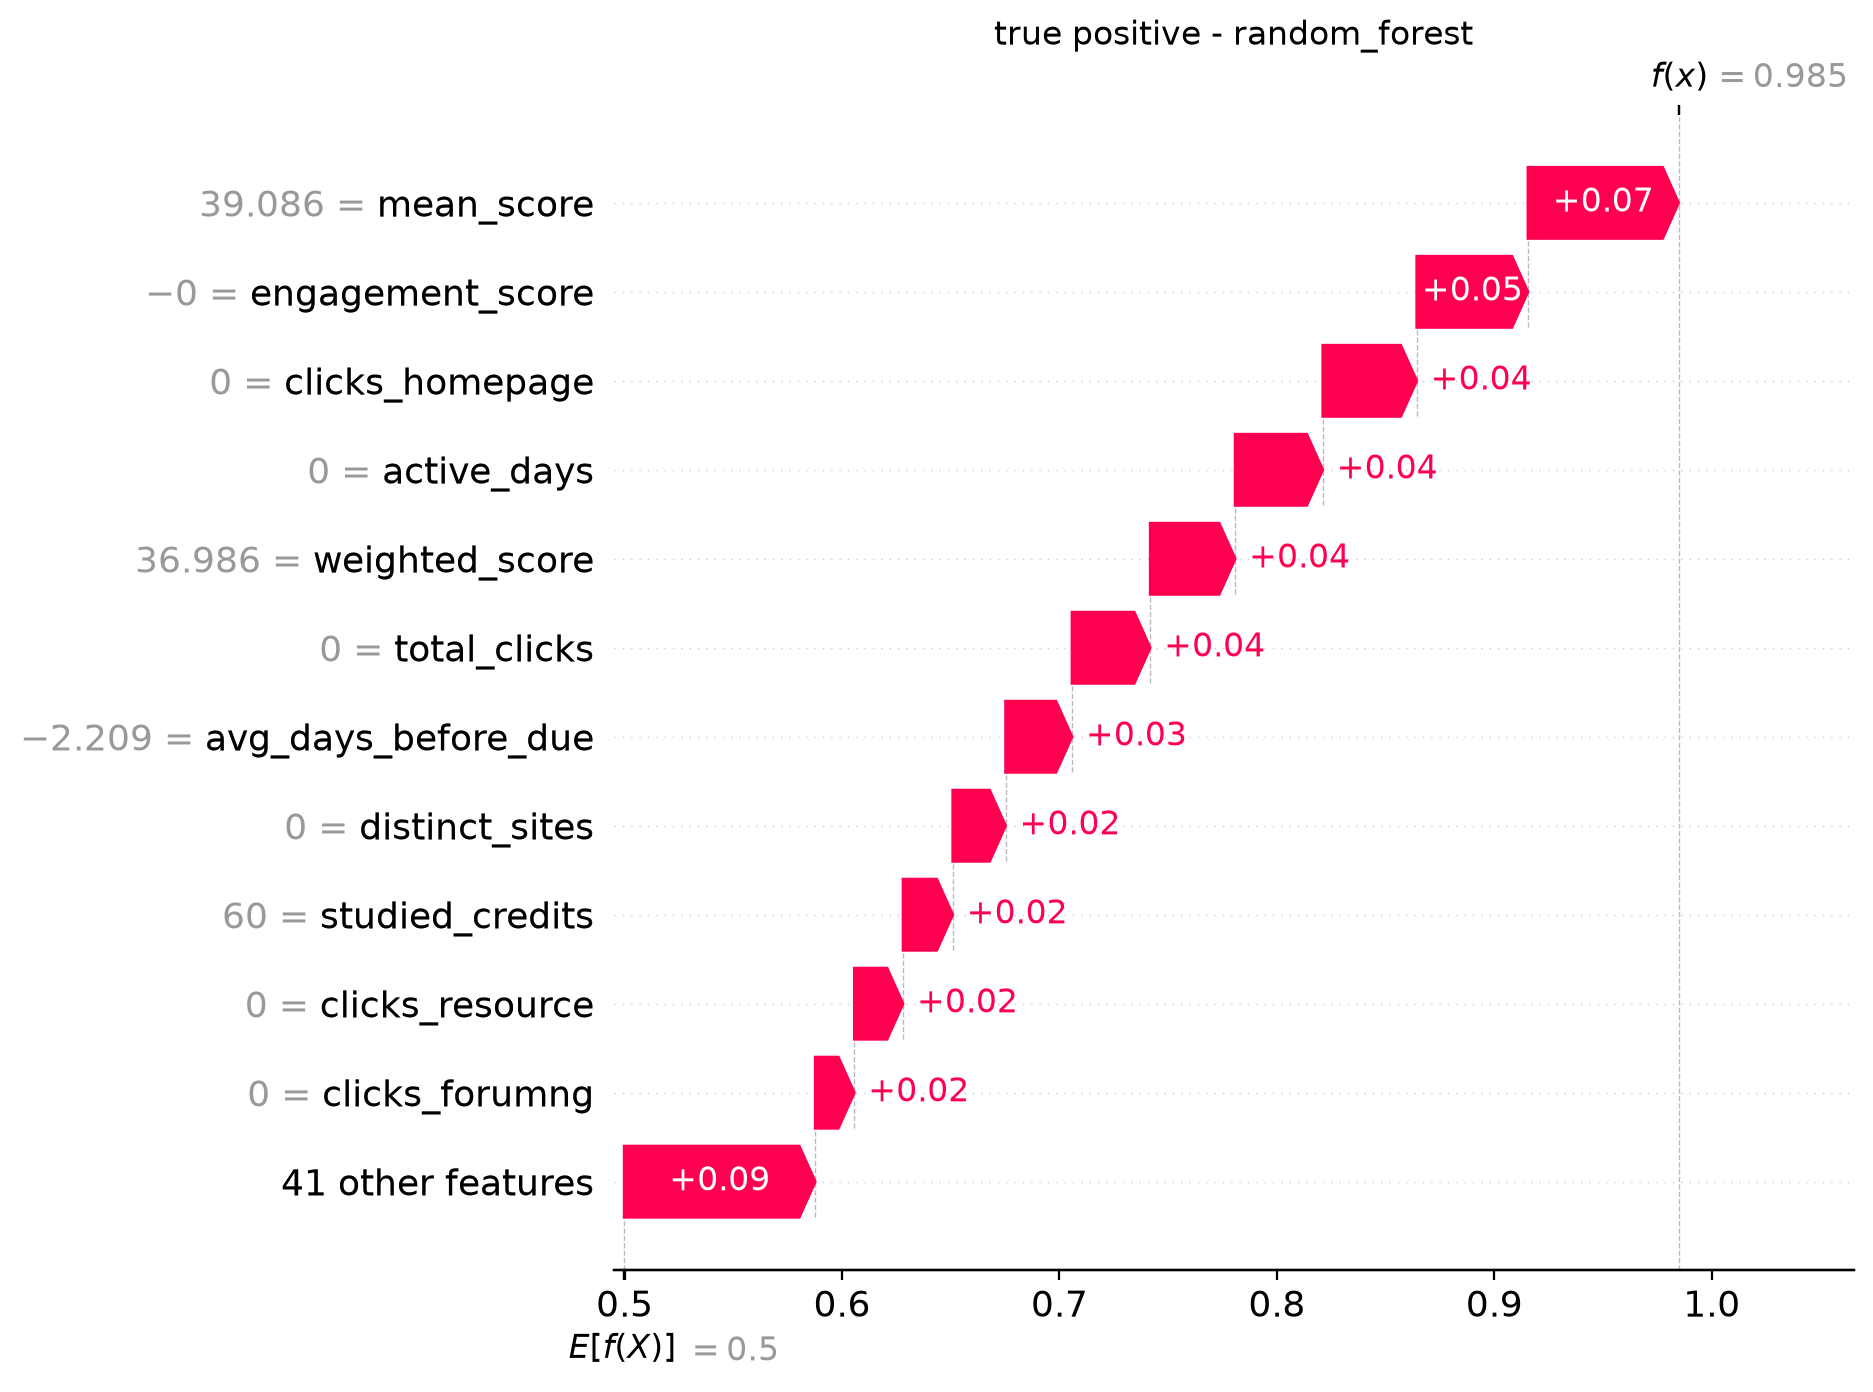 true positive - random_forest
f(x) = 0.985
39.086 = mean_score
+0.07
−0 = engagement_score
+0.05
0 = clicks_homepage
+0.04
0 = active_days
+0.04
36.986 = weighted_score
+0.04
0 = total_clicks
+0.04
−2.209 = avg_days_before_due
+0.03
0 = distinct_sites
+0.02
60 = studied_credits
+0.02
0 = clicks_resource
+0.02
0 = clicks_forumng
+0.02
41 other features
+0.09
0.5 0.6 0.7 0.8 0.9 1.0
E[f(X)] = 0.5